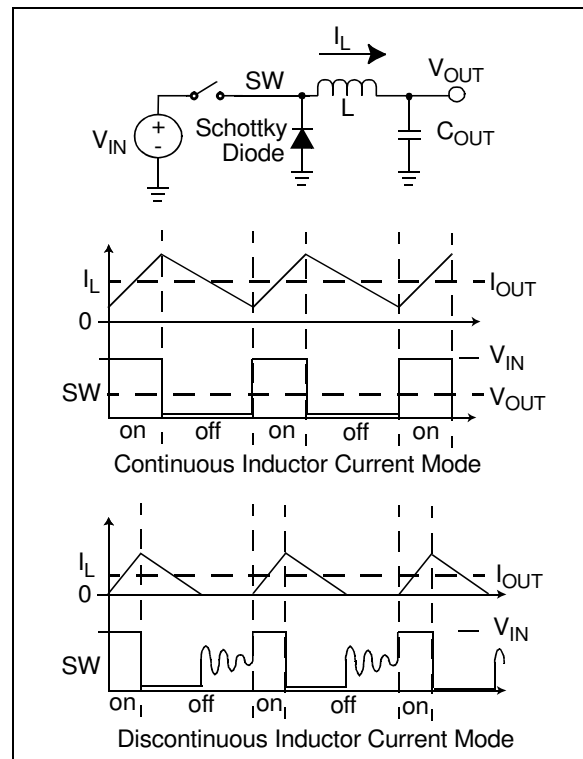 I_L
V_OUT
SW
L
V_IN
+
-
Schottky
Diode
C_OUT
I_L
I_OUT
0
V_IN
SW
V_OUT
on off on off on
Continuous Inductor Current Mode
I_L
I_OUT
0
V_IN
SW
on off on off on
Discontinuous Inductor Current Mode